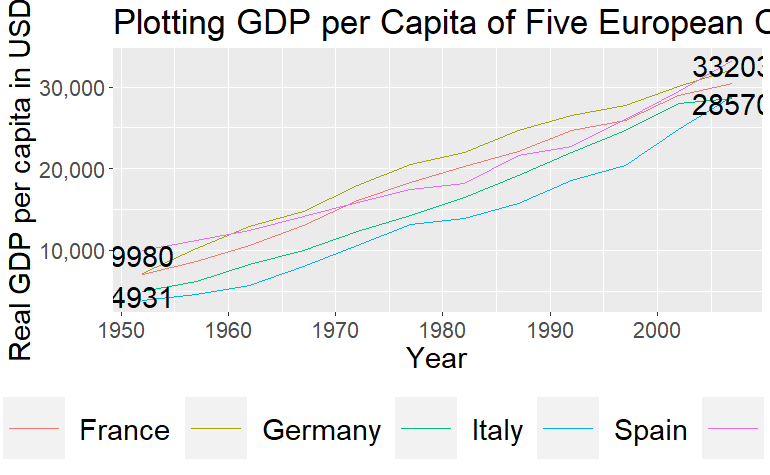 Plotting GDP per Capita of Five European C
Real GDP per capita in USD
33203
30,000
28570
20,000
10,000
9980
4931
1950 1960 1970 1980 1990 2000
Year
France Germany Italy Spain